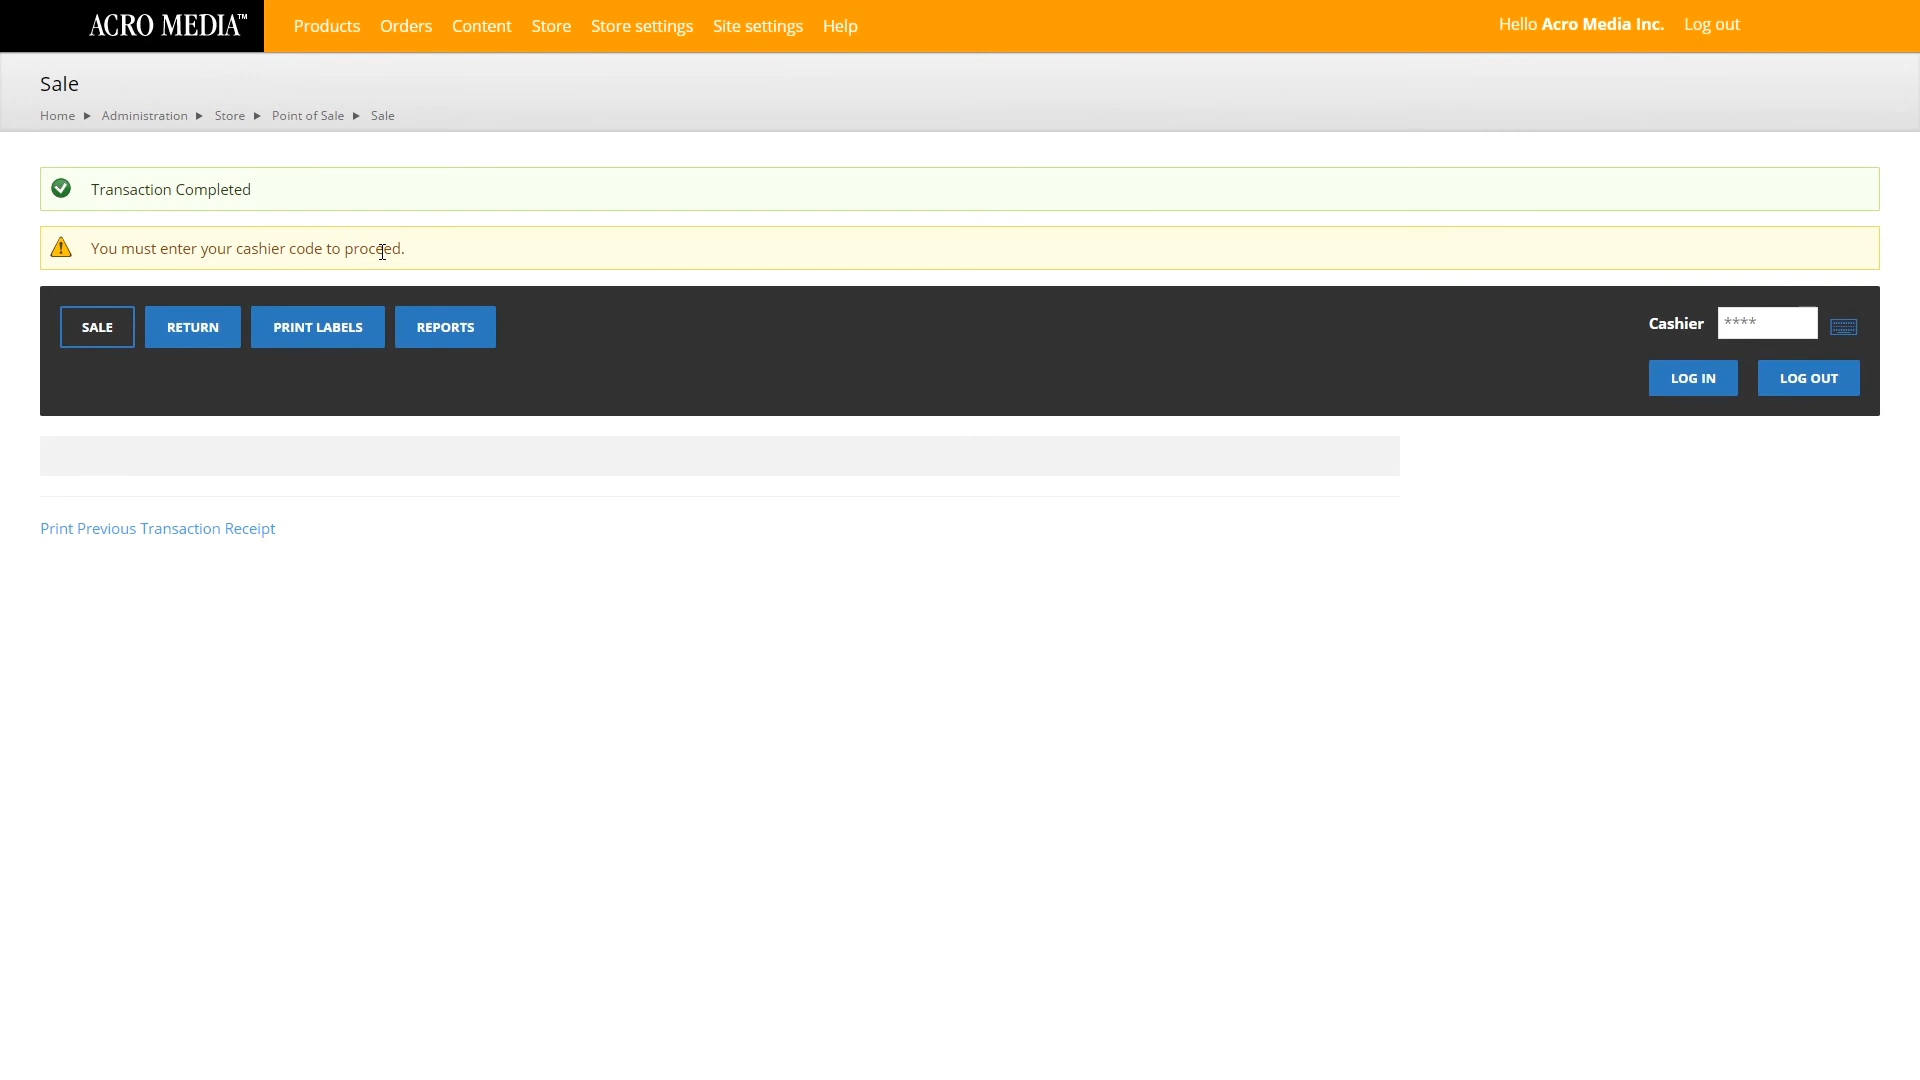 ACRO MEDIA™
Products Orders Content Store Store settings Site settings Help
Hello Acro Media Inc. Log out
Sale
Home ▶ Administration ▶ Store ▶ Point of Sale ▶ Sale
Transaction Completed
You must enter your cashier code to proceed.
SALE RETURN PRINT LABELS REPORTS
Cashier ****
LOG IN LOG OUT
Print Previous Transaction Receipt